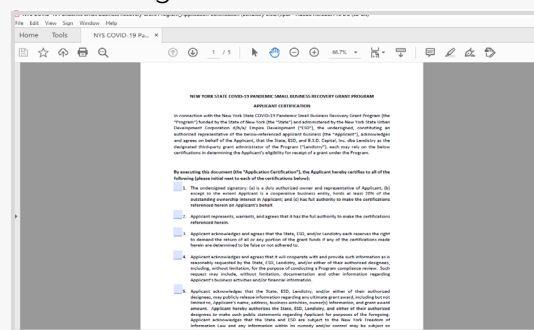 File Edit View Sign Window Help
Home Tools NYS COVID-19 Pa... ×
1 / 5 66.7%
NEW YORK STATE COVID-19 PANDEMIC SMALL BUSINESS RECOVERY GRANT PROGRAM
APPLICANT CERTIFICATION
In connection with the New York State COVID-19 Pandemic Small Business Recovery Grant Program (the
"Program") funded by the State of New York (the "State") and administered by the New York State Urban
Development Corporation d/b/a/ Empire Development ("ESD"), the undersigned, constituting an
authorized representative of the below-referenced applicant business (the "Applicant"), acknowledges
and agrees on behalf of the Applicant, that the State, ESD, and B.S.D. Capital, Inc. dba Lendistry as the
designated third-party grant administrator of the Program ("Lendistry"), each may rely on the below
certifications in determining the Applicant's eligibility for receipt of a grant under the Program.
By executing this document (the "Application Certification"), the Applicant hereby certifies to all of the
following (please initial next to each of the certifications below):
1. The undersigned signatory: (a) is a duly authorized owner and representative of Applicant, (b)
except to the extent Applicant is a cooperative business entity, holds at least 20% of the
outstanding ownership interest in Applicant; and (c) has full authority to make the certifications
referenced herein on Applicant's behalf.
2. Applicant represents, warrants, and agrees that it has the full authority to make the certifications
referenced herein.
3. Applicant acknowledges and agrees that the State, ESD, and/or Lendistry each reserves the right
to demand the return of all or any portion of the grant funds if any of the certifications made
herein are determined to be false or not adhered to.
4. Applicant acknowledges and agrees that it will cooperate with and provide such information as is
reasonably requested by the State, ESD, Lendistry, and/or either of their authorized designees,
including, without limitation, for the purpose of conducting a Program compliance review. Such
request may include, without limitation, documentation and other information regarding
Applicant's business activities and/or financial information.
5. Applicant acknowledges that the State, ESD, Lendistry, and/or either of their authorized
designees, may publicly release information regarding any ultimate grant award, including but not
limited to, Applicant's name, address, business activities, owner(s) information, and grant award
amount. Applicant hereby authorizes the State, ESD, Lendistry, and/or either of their authorized
designees to make such public statements regarding Applicant for purposes of the foregoing.
Applicant acknowledges that the State and ESD are subject to the New York Freedom of
Information Law and any information within its custody and/or control may be subject to